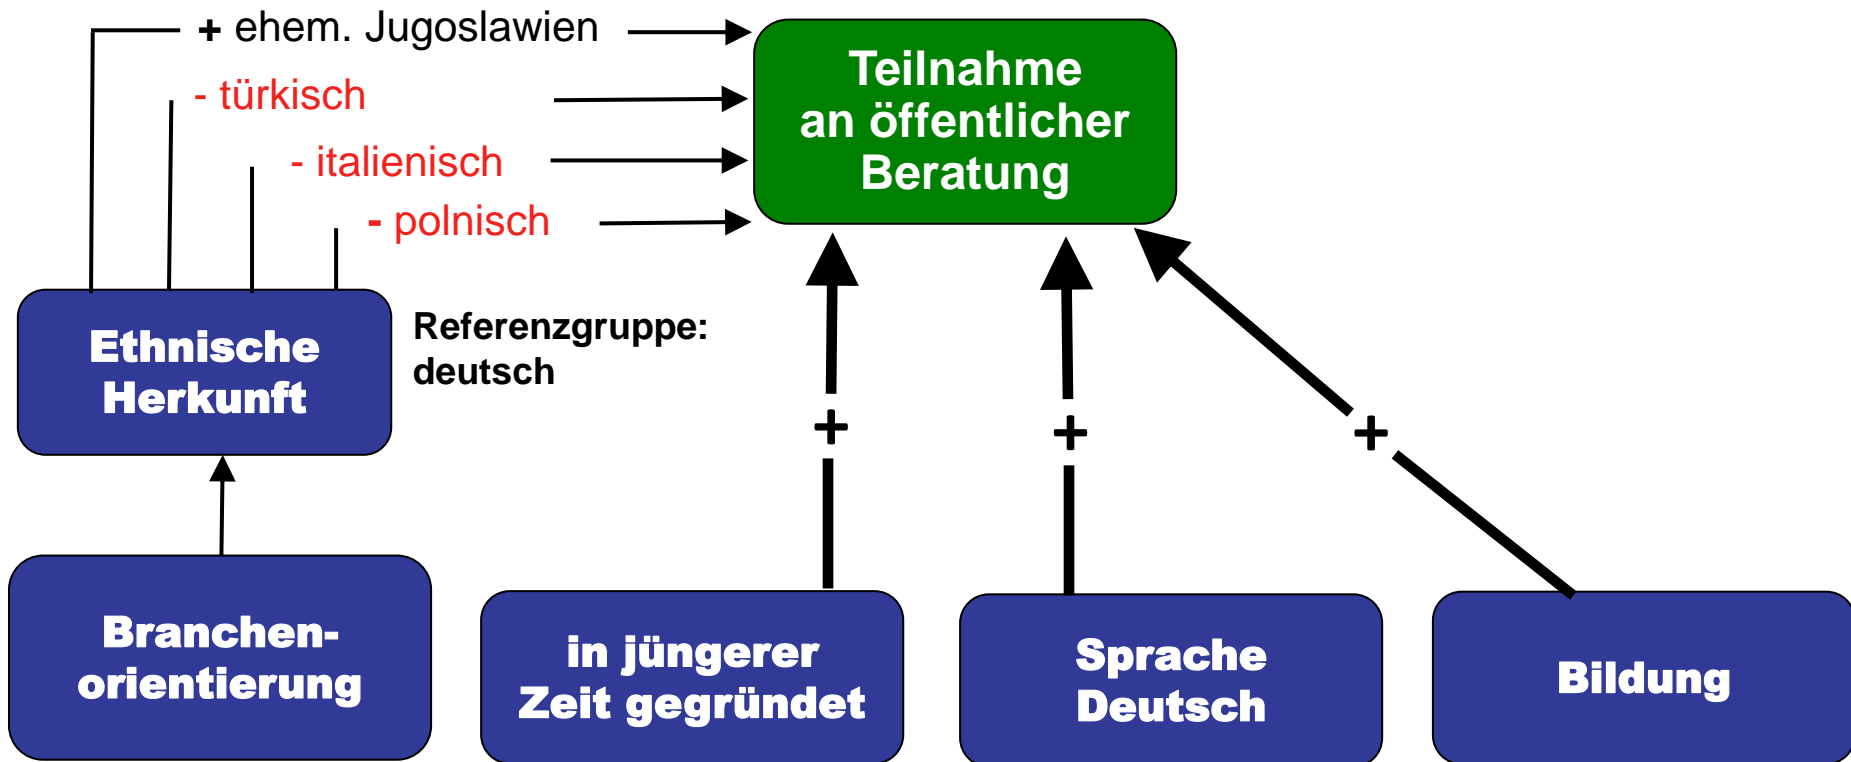 + ehem. Jugoslawien
- türkisch
- italienisch
- polnisch
Teilnahme
an öffentlicher
Beratung
Ethnische
Herkunft
Referenzgruppe:
deutsch
+
+
+
Branchen-
orientierung
in jüngerer
Zeit gegründet
Sprache
Deutsch
Bildung